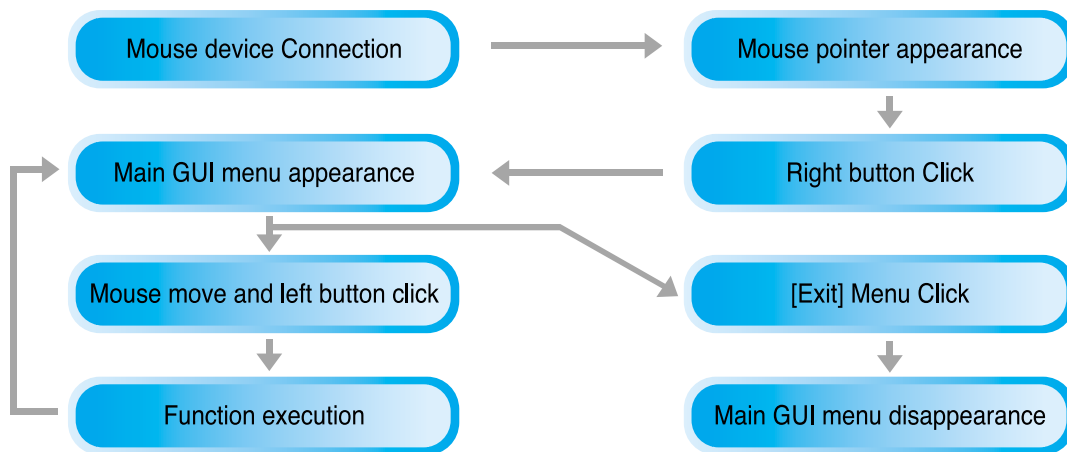 Mouse device Connection
Mouse pointer appearance
Main GUI menu appearance
Right button Click
Mouse move and left button click
[Exit] Menu Click
Function execution
Main GUI menu disappearance